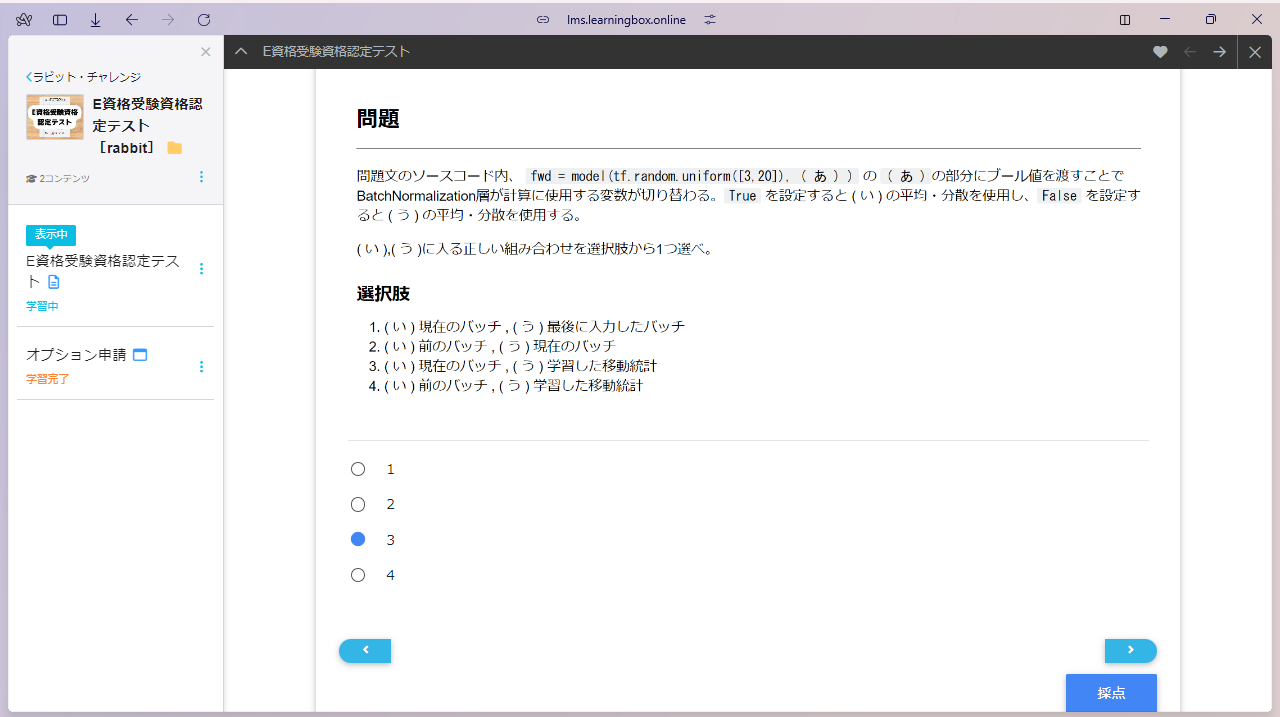 lms.learningbox.online
ラビット・チャレンジ
E資格受験資格
認定テスト
E資格受験資格認
定テスト
［rabbit］
2コンテンツ
表示中
E資格受験資格認定テス
ト
学習中
オプション申請
学習完了
E資格受験資格認定テスト
問題
問題文のソースコード内、 fwd = model(tf.random.uniform([3,20]), ( あ ) ) の ( あ ) の部分にブール値を渡すことで
BatchNormalization層が計算に使用する変数が切り替わる。 True を設定すると ( い ) の平均・分散を使用し、 False を設定す
ると ( う ) の平均・分散を使用する。
( い ),( う )に入る正しい組み合わせを選択肢から1つ選べ。
選択肢
1. ( い ) 現在のバッチ , ( う ) 最後に入力したバッチ
2. ( い ) 前のバッチ , ( う ) 現在のバッチ
3. ( い ) 現在のバッチ , ( う ) 学習した移動統計
4. ( い ) 前のバッチ , ( う ) 学習した移動統計
1
2
3
4
採点